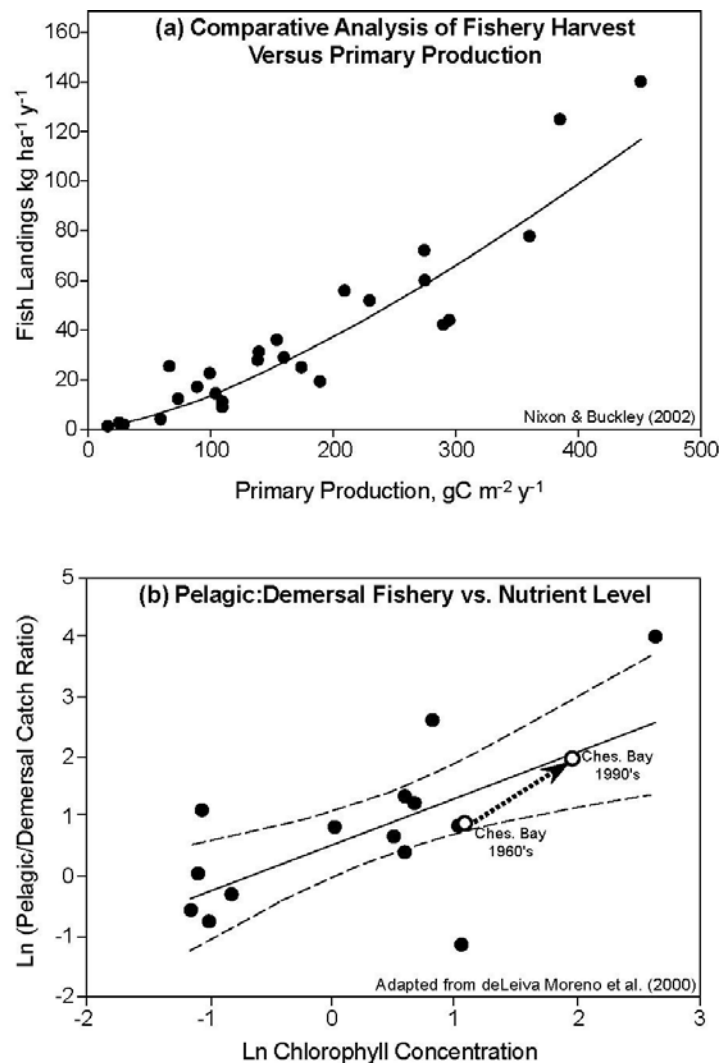 (a) Comparative Analysis of Fishery Harvest
Versus Primary Production
160
140
120
100
80
60
40
20
0
Fish Landings kg ha⁻¹ y⁻¹
Nixon & Buckley (2002)
0 100 200 300 400 500
Primary Production, gC m⁻² y⁻¹
(b) Pelagic:Demersal Fishery vs. Nutrient Level
5
4
3
2
1
0
-1
-2
Ln (Pelagic/Demersal Catch Ratio)
Ches. Bay
1990's
Ches. Bay
1960's
Adapted from deLeiva Moreno et al. (2000)
-2 -1 0 1 2 3
Ln Chlorophyll Concentration